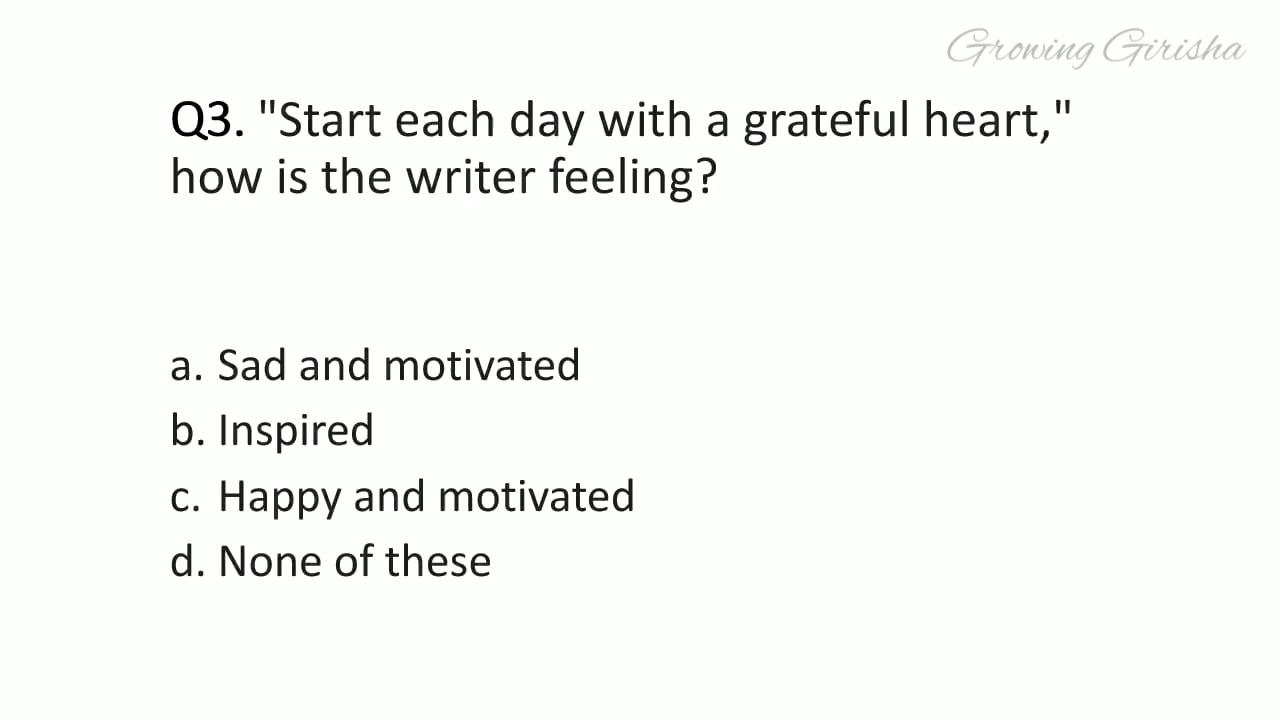 Growing Girisha
Q3. "Start each day with a grateful heart,"
how is the writer feeling?
a. Sad and motivated
b. Inspired
c. Happy and motivated
d. None of these